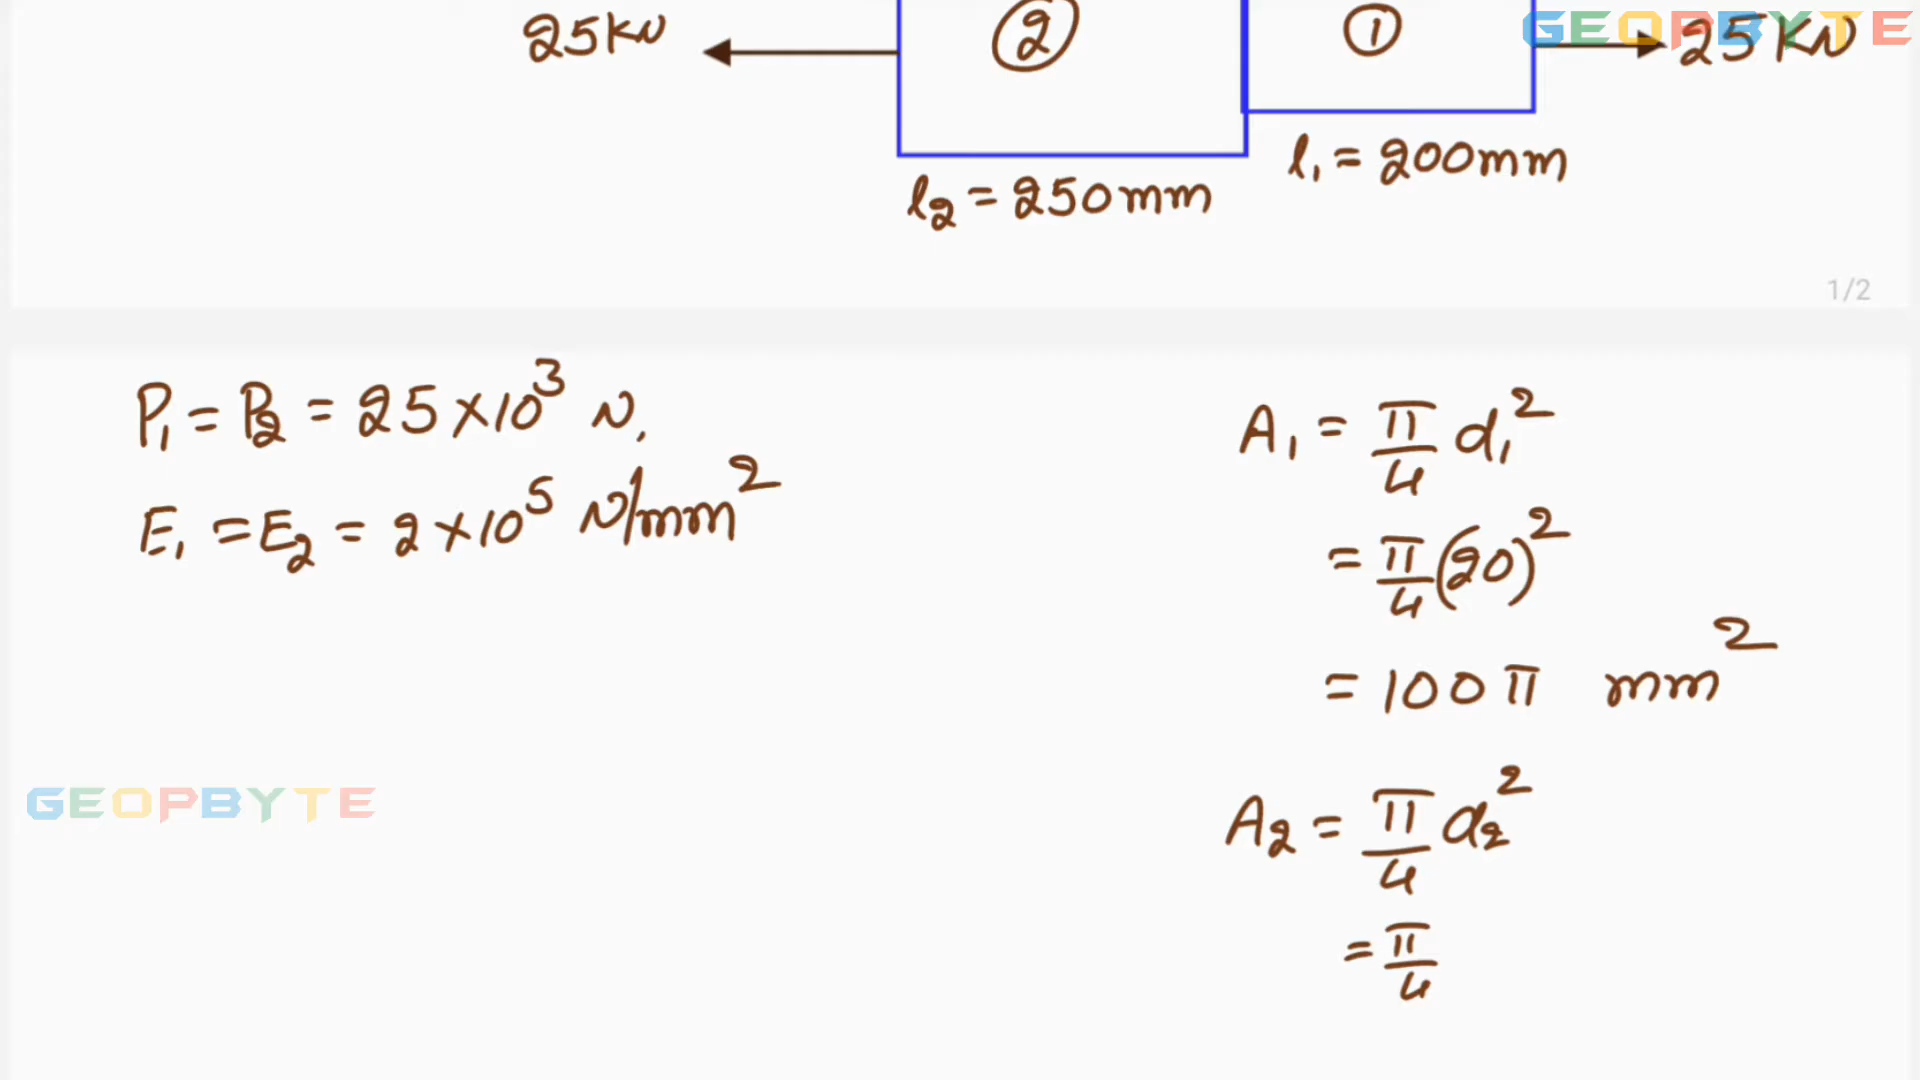 25KN
②
①
GEOPBYTE
25KN
l₁ = 200mm
l₂ = 250mm
1/2
P₁ = P₂ = 25×10³ N.
E₁ = E₂ = 2×10⁵ N/mm²
A₁ = π/4 d₁²
= π/4 (20)²
= 100π mm²
GEOPBYTE
A₂ = π/4 d₂²
= π/4